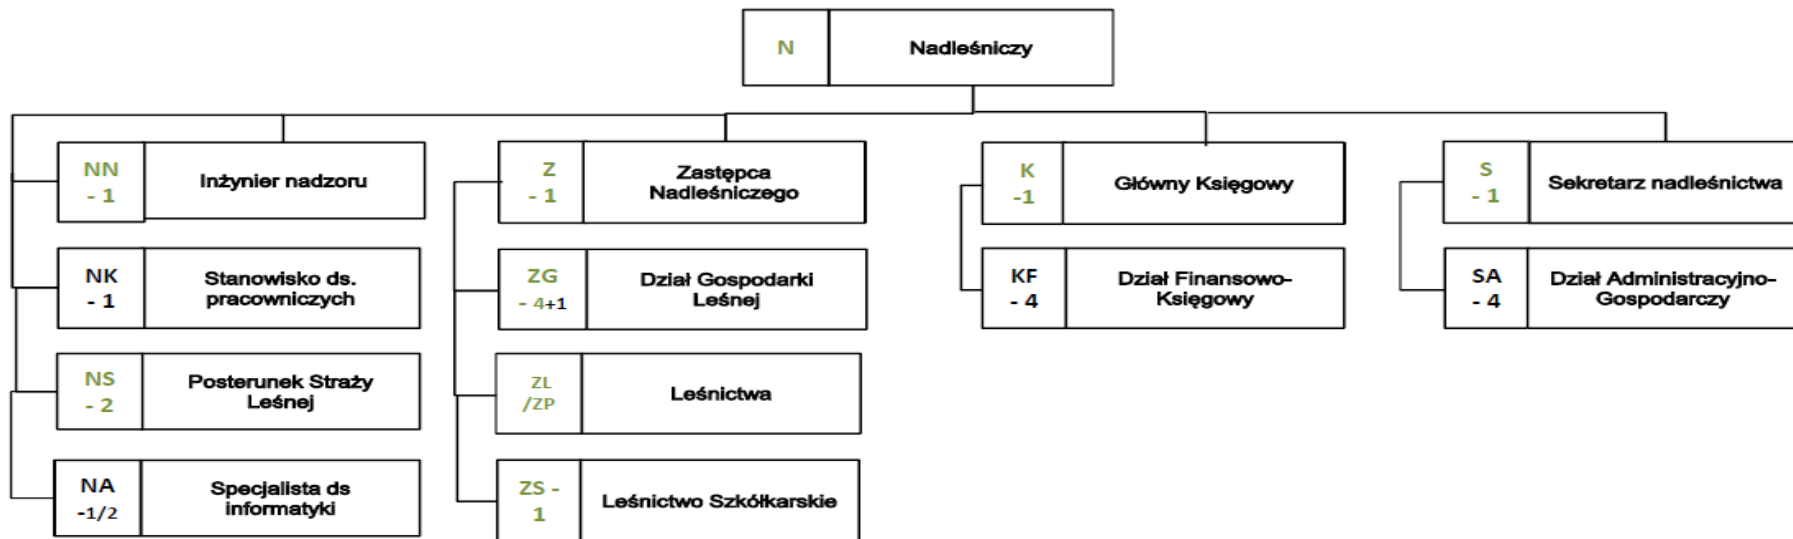 N
Nadleśniczy
NN
- 1
Inżynier nadzoru
Z
- 1
Zastępca
Nadleśniczego
K
-1
Główny Księgowy
S
- 1
Sekretarz nadleśnictwa
NK
- 1
Stanowisko ds.
pracowniczych
ZG
- 4+1
Dział Gospodarki
Leśnej
KF
- 4
Dział Finansowo-
Księgowy
SA
- 4
Dział Administracyjno-
Gospodarczy
NS
- 2
Posterunek Straży
Leśnej
ZL
/ZP
Leśnictwa
NA
-1/2
Specjalista ds
informatyki
ZS -
1
Leśnictwo Szkółkarskie